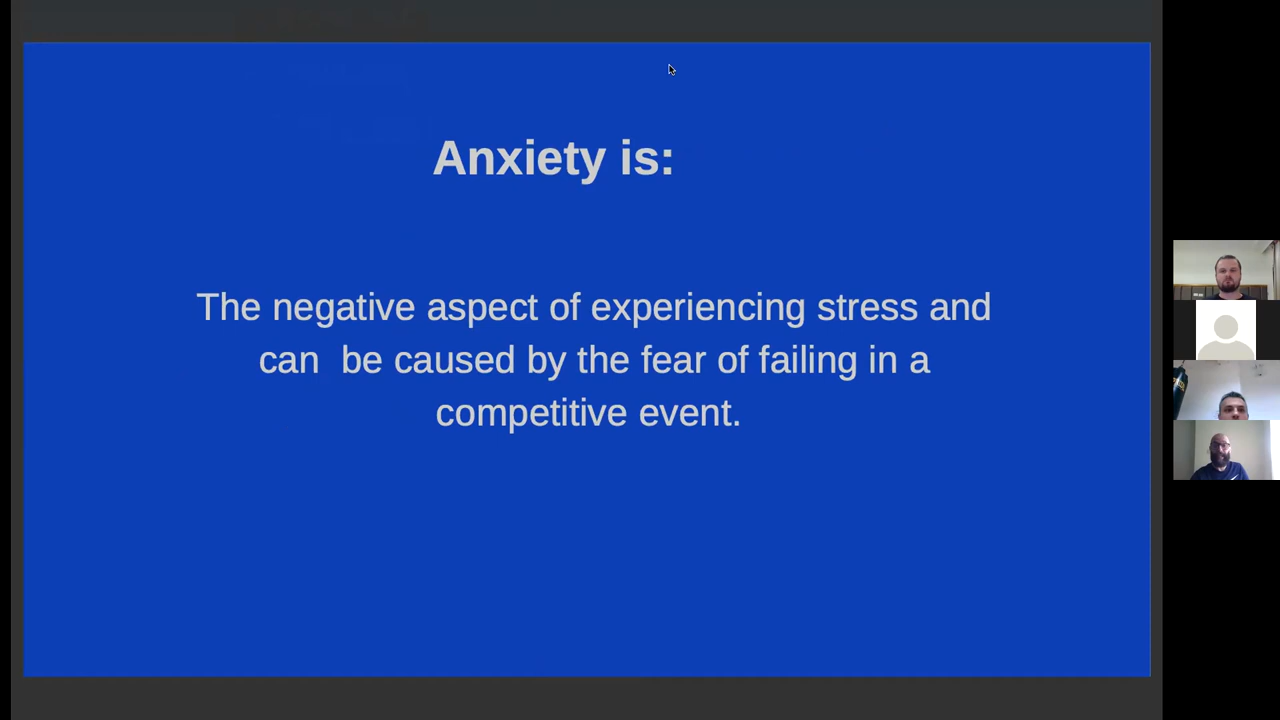 Anxiety is:
The negative aspect of experiencing stress and
can  be caused by the fear of failing in a
competitive event.